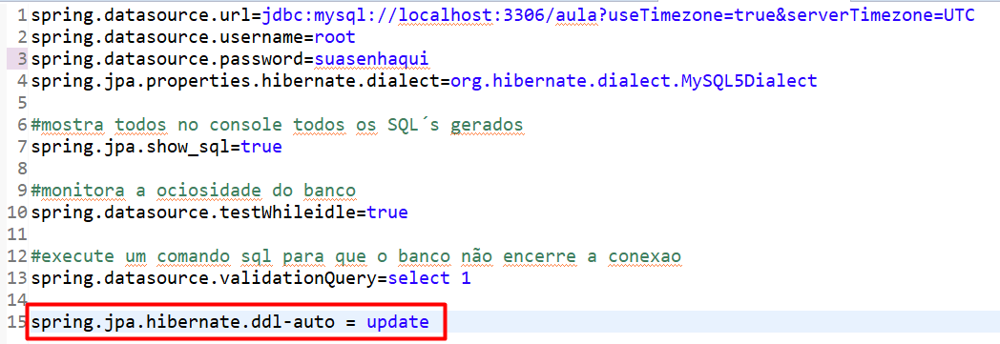 1 spring.datasource.url=jdbc:mysql://localhost:3306/aula?useTimezone=true&serverTimezone=UTC
2 spring.datasource.username=root
3 spring.datasource.password=suasenhaqui
4 spring.jpa.properties.hibernate.dialect=org.hibernate.dialect.MySQL5Dialect
5
6 #mostra todos no console todos os SQL´s gerados
7 spring.jpa.show_sql=true
8
9 #monitora a ociosidade do banco
10 spring.datasource.testWhileidle=true
11
12 #execute um comando sql para que o banco não encerre a conexao
13 spring.datasource.validationQuery=select 1
14
15 spring.jpa.hibernate.ddl-auto = update